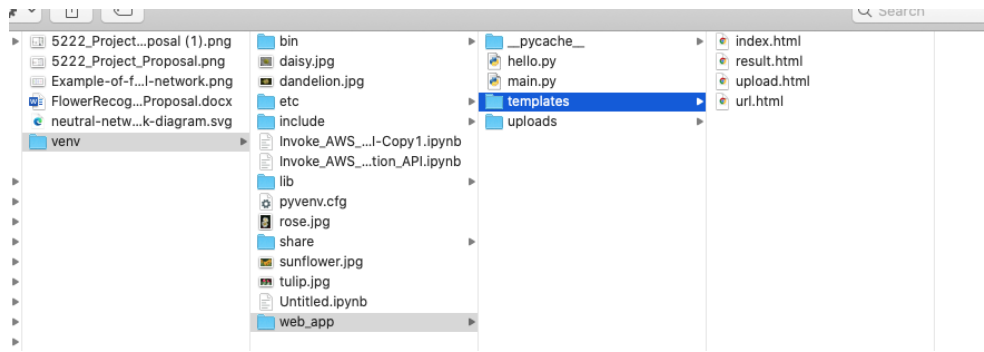 Search
5222_Project...posal (1).png
5222_Project_Proposal.png
Example-of-f...l-network.png
FlowerRecog...Proposal.docx
neutral-netw...k-diagram.svg
venv
bin
daisy.jpg
dandelion.jpg
etc
include
Invoke_AWS_...l-Copy1.ipynb
Invoke_AWS_...tion_API.ipynb
lib
pyvenv.cfg
rose.jpg
share
sunflower.jpg
tulip.jpg
Untitled.ipynb
web_app
__pycache__
hello.py
main.py
templates
uploads
index.html
result.html
upload.html
url.html